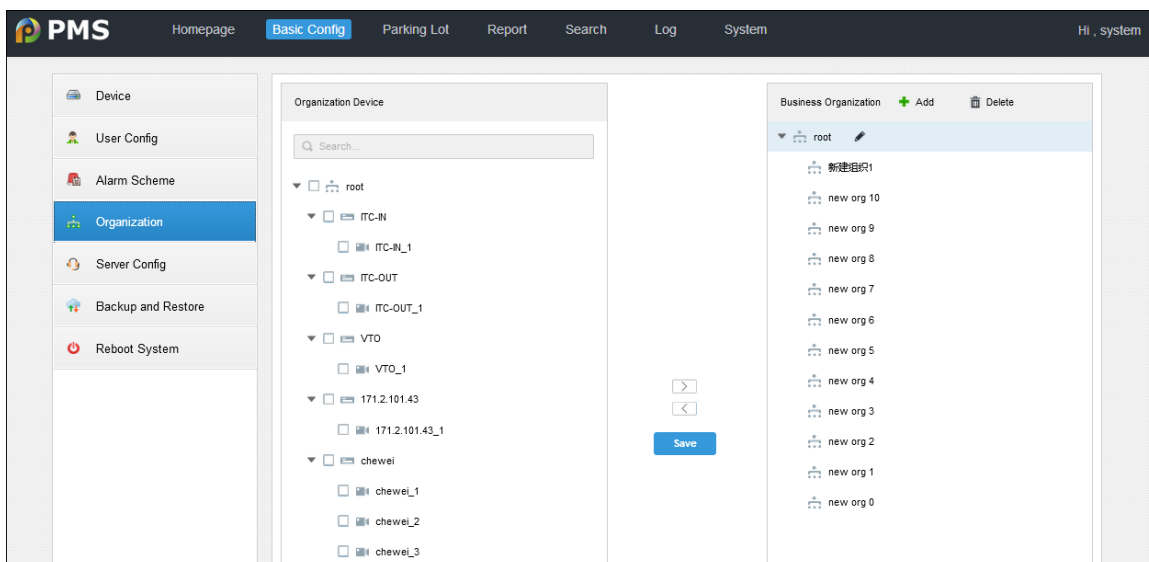 PMS Homepage Basic Config Parking Lot Report Search Log System Hi , system
Device
User Config
Alarm Scheme
Organization
Server Config
Backup and Restore
Reboot System
Organization Device
Search...
root
ITC-IN
ITC-IN_1
ITC-OUT
ITC-OUT_1
VTO
VTO_1
171.2.101.43
171.2.101.43_1
chewei
chewei_1
chewei_2
chewei_3
>
<
Save
Business Organization Add Delete
root
新建组织1
new org 10
new org 9
new org 8
new org 7
new org 6
new org 5
new org 4
new org 3
new org 2
new org 1
new org 0